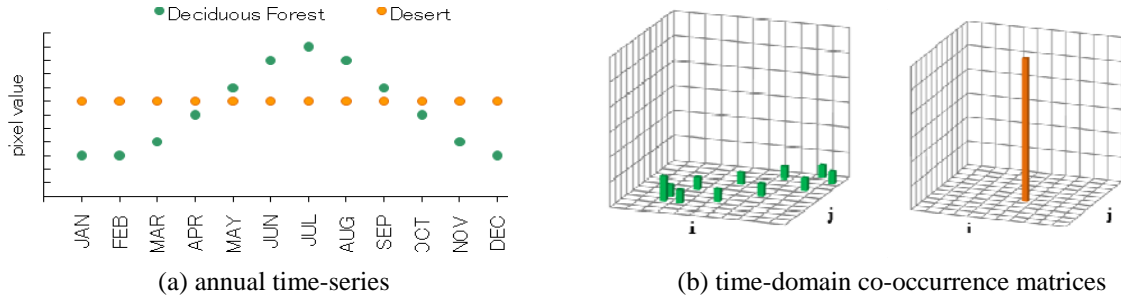 Deciduous Forest Desert
pixel value
JAN FEB MAR APR MAY JUN JUL AUG SEP OCT NOV DEC
i j i j
(a) annual time-series (b) time-domain co-occurrence matrices